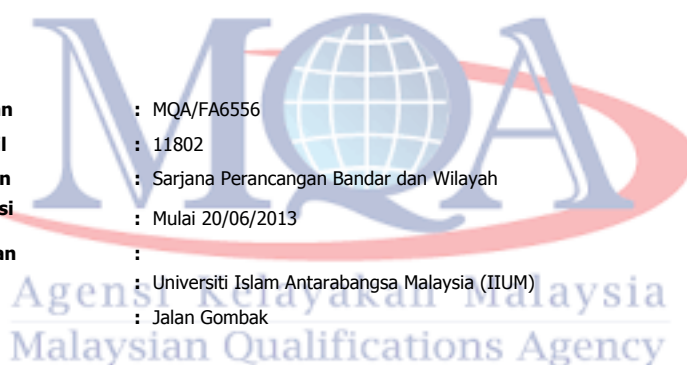 MQA
an : MQA/FA6556
l : 11802
n : Sarjana Perancangan Bandar dan Wilayah
si : Mulai 20/06/2013
an :
: Universiti Islam Antarabangsa Malaysia (IIUM)
: Jalan Gombak
Agensi Kelayakan Malaysia
Malaysian Qualifications Agency